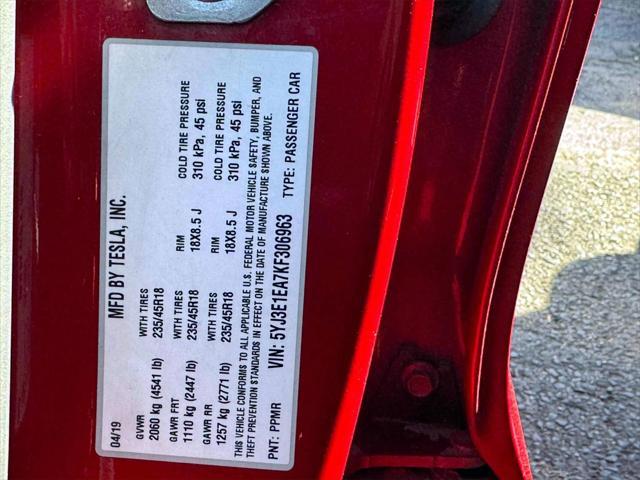 MFD BY TESLA, INC.
04/19
GVWR
2060 kg (4541 lb)
GAWR FRT WITH TIRES RIM COLD TIRE PRESSURE
1110 kg (2447 lb) 235/45R18 18X8.5 J 310 kPa, 45 psi
GAWR RR WITH TIRES RIM COLD TIRE PRESSURE
1257 kg (2771 lb) 235/45R18 18X8.5 J 310 kPa, 45 psi
THIS VEHICLE CONFORMS TO ALL APPLICABLE U.S. FEDERAL MOTOR VEHICLE SAFETY, BUMPER, AND
THEFT PREVENTION STANDARDS IN EFFECT ON THE DATE OF MANUFACTURE SHOWN ABOVE.
PNT: PPMR VIN: 5YJ3E1EA7KF306963 TYPE: PASSENGER CAR